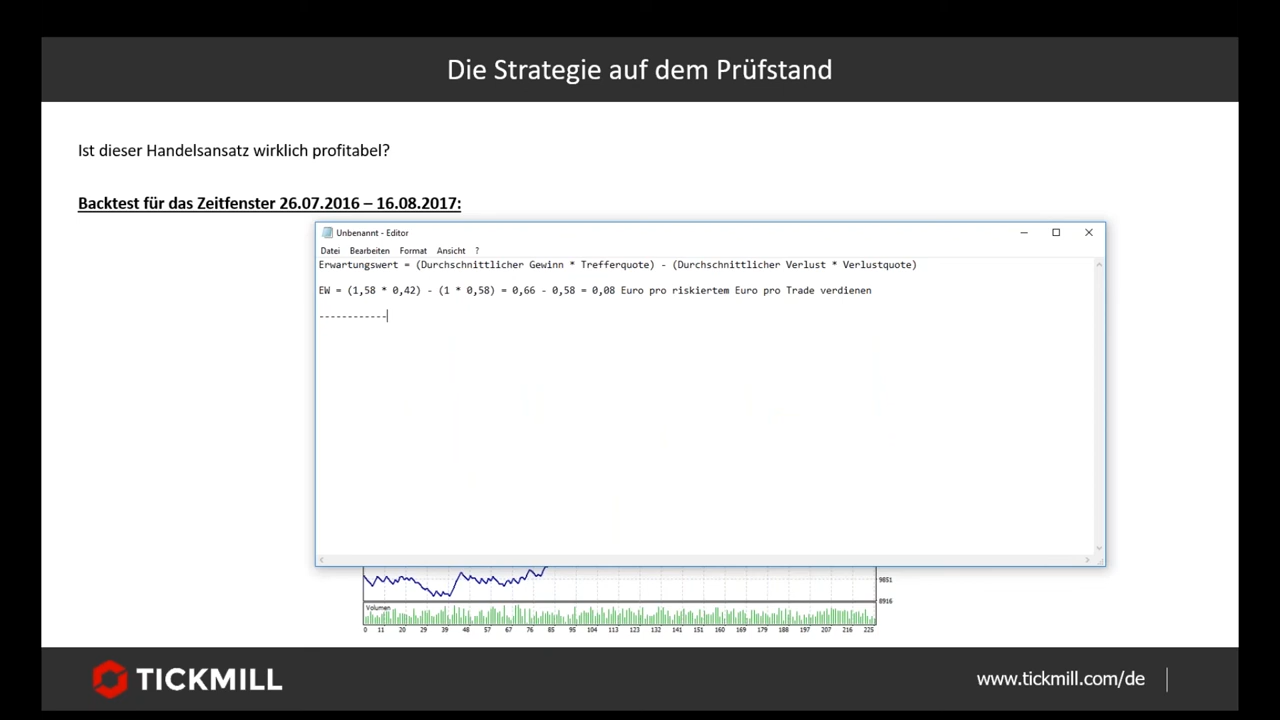 Die Strategie auf dem Prüfstand
Ist dieser Handelsansatz wirklich profitabel?
Backtest für das Zeitfenster 26.07.2016 – 16.08.2017:
Unbenannt - Editor
Datei Bearbeiten Format Ansicht ?
Erwartungswert = (Durchschnittlicher Gewinn * Trefferquote) - (Durchschnittlicher Verlust * Verlustquote)
EW = (1,58 * 0,42) - (1 * 0,58) = 0,66 - 0,58 = 0,08 Euro pro riskiertem Euro pro Trade verdienen
------------
9851
8916
Volumen
0 11 20 29 39 48 57 67 76 85 95 104 113 123 132 141 151 160 169 179 188 197 207 216 225
TICKMILL
www.tickmill.com/de